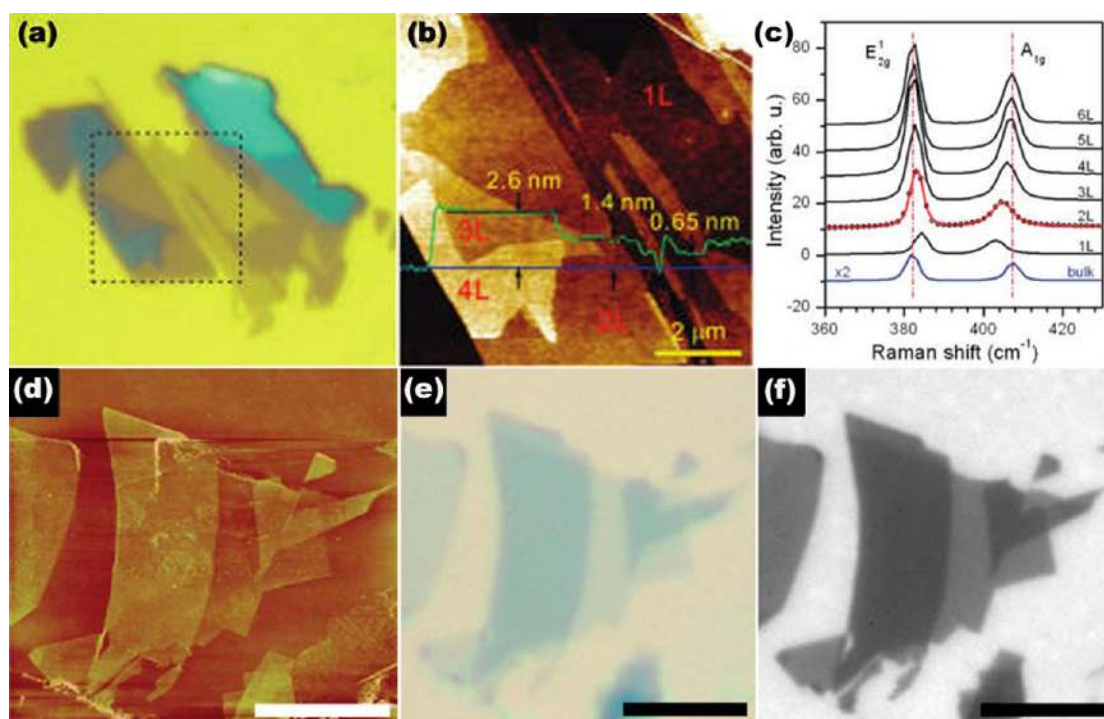 (a)
(b)
1L
2.6 nm
1.4 nm
0.65 nm
3L
4L
2L
2 μm
(c)
E¹₂g
A₁g
80
60
40
20
0
-20
Intensity (arb. u.)
6L
5L
4L
3L
2L
1L
x2
bulk
360
380
400
420
Raman shift (cm⁻¹)
(d)
(e)
(f)